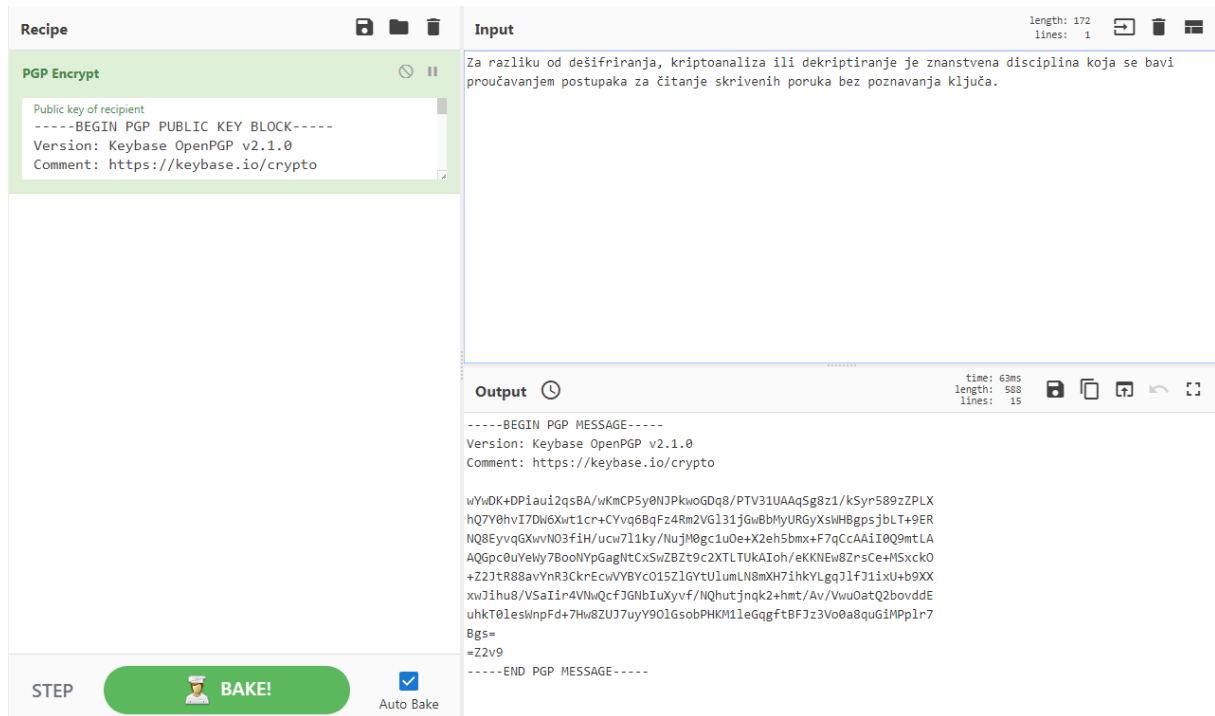 Recipe
PGP Encrypt
Public key of recipient
-----BEGIN PGP PUBLIC KEY BLOCK-----
Version: Keybase OpenPGP v2.1.0
Comment: https://keybase.io/crypto
STEP
BAKE!
Auto Bake
Input
length: 172
lines: 1
Za razliku od dešifriranja, kriptoanaliza ili dekriptiranje je znanstvena disciplina koja se bavi
proučavanjem postupaka za čitanje skrivenih poruka bez poznavanja ključa.
Output
time: 63ms
length: 588
lines: 15
-----BEGIN PGP MESSAGE-----
Version: Keybase OpenPGP v2.1.0
Comment: https://keybase.io/crypto
wYwDK+DPiaui2qsBA/wKmCP5y0NJPkwoGDq8/PTV31UAAqSg8z1/kSyr589zZPLX
hQ7Y0hvI7DW6Xwt1cr+CYvq6BqFz4Rm2VGl31jGwBbMyURGyXsWHBgpsjbLT+9ER
NQ8EyvqGXwvNO3fiH/ucw7l1ky/NujM0gc1uOe+X2eh5bmx+F7qCcAAiI0Q9mtLA
AQGpc0uYeWy7BooNYpGagNtCxSwZBZt9c2XTLTUkAIoh/eKKNEw8ZrsCe+MSxckO
+Z2JtR88avYnR3CkrEcwVYBYcO15ZlGYtUlumLN8mXH7ihkYLgqJlfJ1ixU+b9XX
xwJihu8/VSaIir4VNwQcfJGNbIuXyvf/NQhutjnqk2+hmt/Av/VwuOatQ2bovddE
uhkT0lesWnpFd+7Hw8ZUJ7uyY9OlGsobPHKM1leGqgftBFJz3Vo0a8quGiMPplr7
Bgs=
=Z2v9
-----END PGP MESSAGE-----